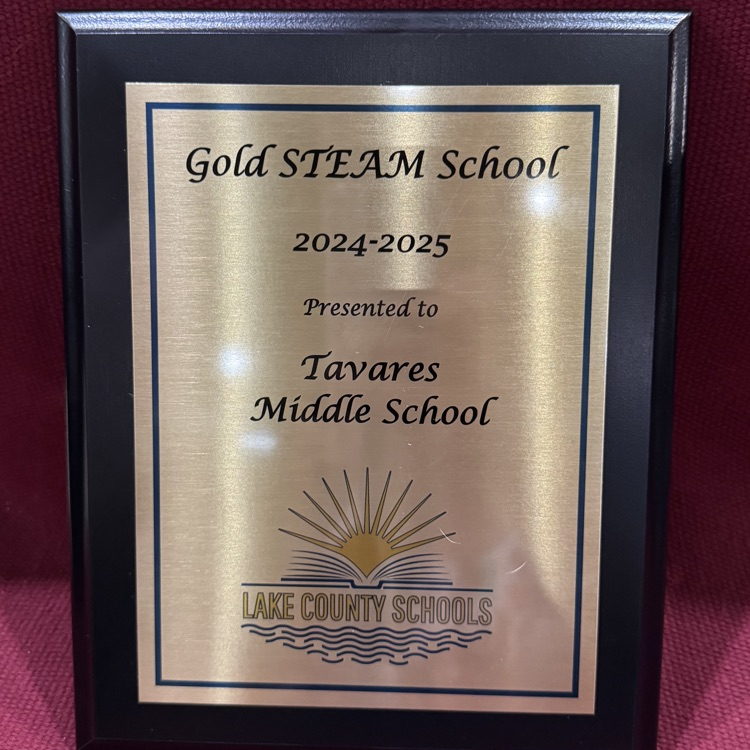 Gold STEAM School
2024-2025
Presented to
Tavares
Middle School
LAKE COUNTY SCHOOLS